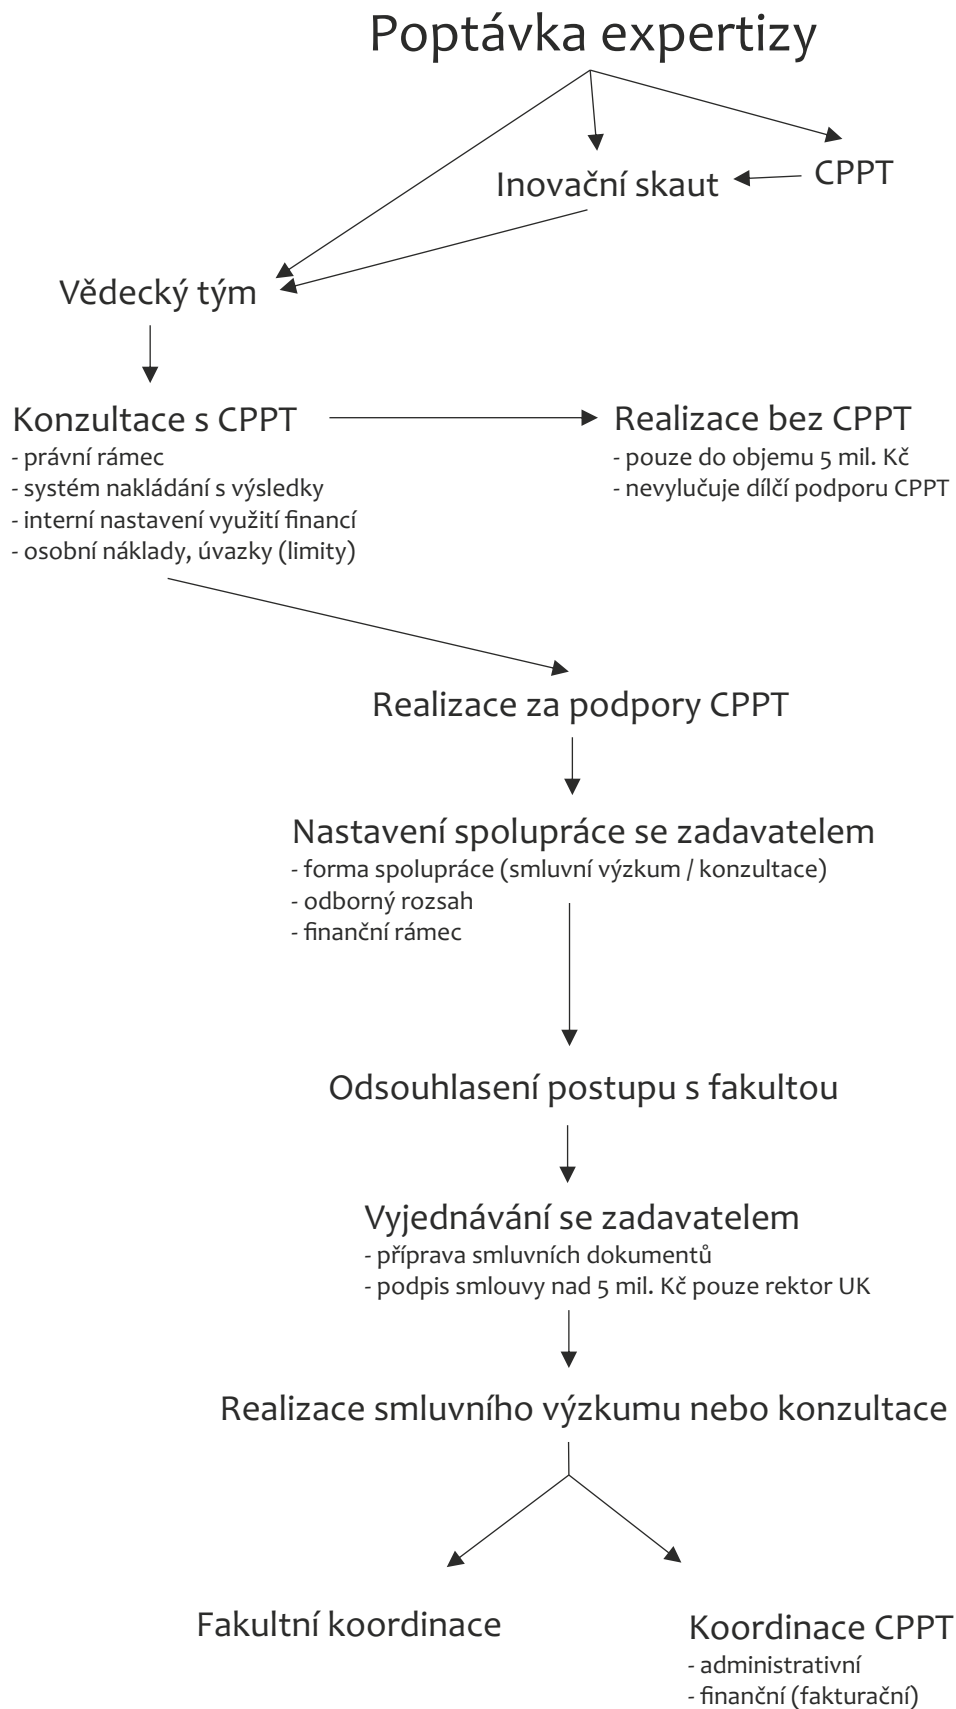 Poptávka expertizy
Inovační skaut
CPPT
Vědecký tým
Konzultace s CPPT
- právní rámec
- systém nakládání s výsledky
- interní nastavení využití financí
- osobní náklady, úvazky (limity)
Realizace bez CPPT
- pouze do objemu 5 mil. Kč
- nevylučuje dílčí podporu CPPT
Realizace za podpory CPPT
Nastavení spolupráce se zadavatelem
- forma spolupráce (smluvní výzkum / konzultace)
- odborný rozsah
- finanční rámec
Odsouhlasení postupu s fakultou
Vyjednávání se zadavatelem
- příprava smluvních dokumentů
- podpis smlouvy nad 5 mil. Kč pouze rektor UK
Realizace smluvního výzkumu nebo konzultace
Fakultní koordinace
Koordinace CPPT
- administrativní
- finanční (fakturační)